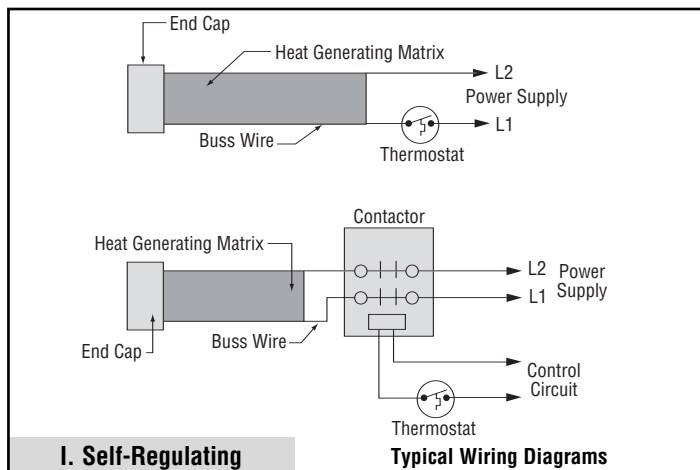 End Cap
Heat Generating Matrix
L2
Power Supply
L1
Buss Wire
Thermostat
Contactor
Heat Generating Matrix
L2
Power
Supply
L1
Buss Wire
End Cap
Control
Circuit
Thermostat
I. Self-Regulating
Typical Wiring Diagrams